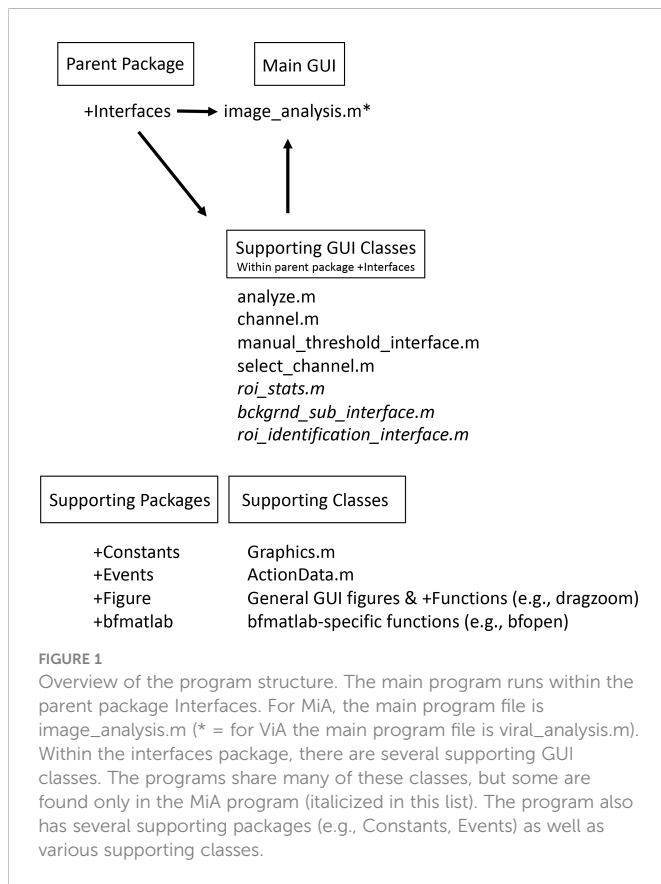 Parent Package
Main GUI
+Interfaces
image_analysis.m*
Supporting GUI Classes
Within parent package +Interfaces
analyze.m
channel.m
manual_threshold_interface.m
select_channel.m
roi_stats.m
bckgrnd_sub_interface.m
roi_identification_interface.m
Supporting Packages
Supporting Classes
+Constants
Graphics.m
+Events
ActionData.m
+Figure
General GUI figures & +Functions (e.g., dragzoom)
+bfmatlab
bfmatlab-specific functions (e.g., bfopen)
FIGURE 1
Overview of the program structure. The main program runs within the
parent package Interfaces. For MiA, the main program file is
image_analysis.m (* = for ViA the main program file is viral_analysis.m).
Within the interfaces package, there are several supporting GUI
classes. The programs share many of these classes, but some are
found only in the MiA program (italicized in this list). The program also
has several supporting packages (e.g., Constants, Events) as well as
various supporting classes.